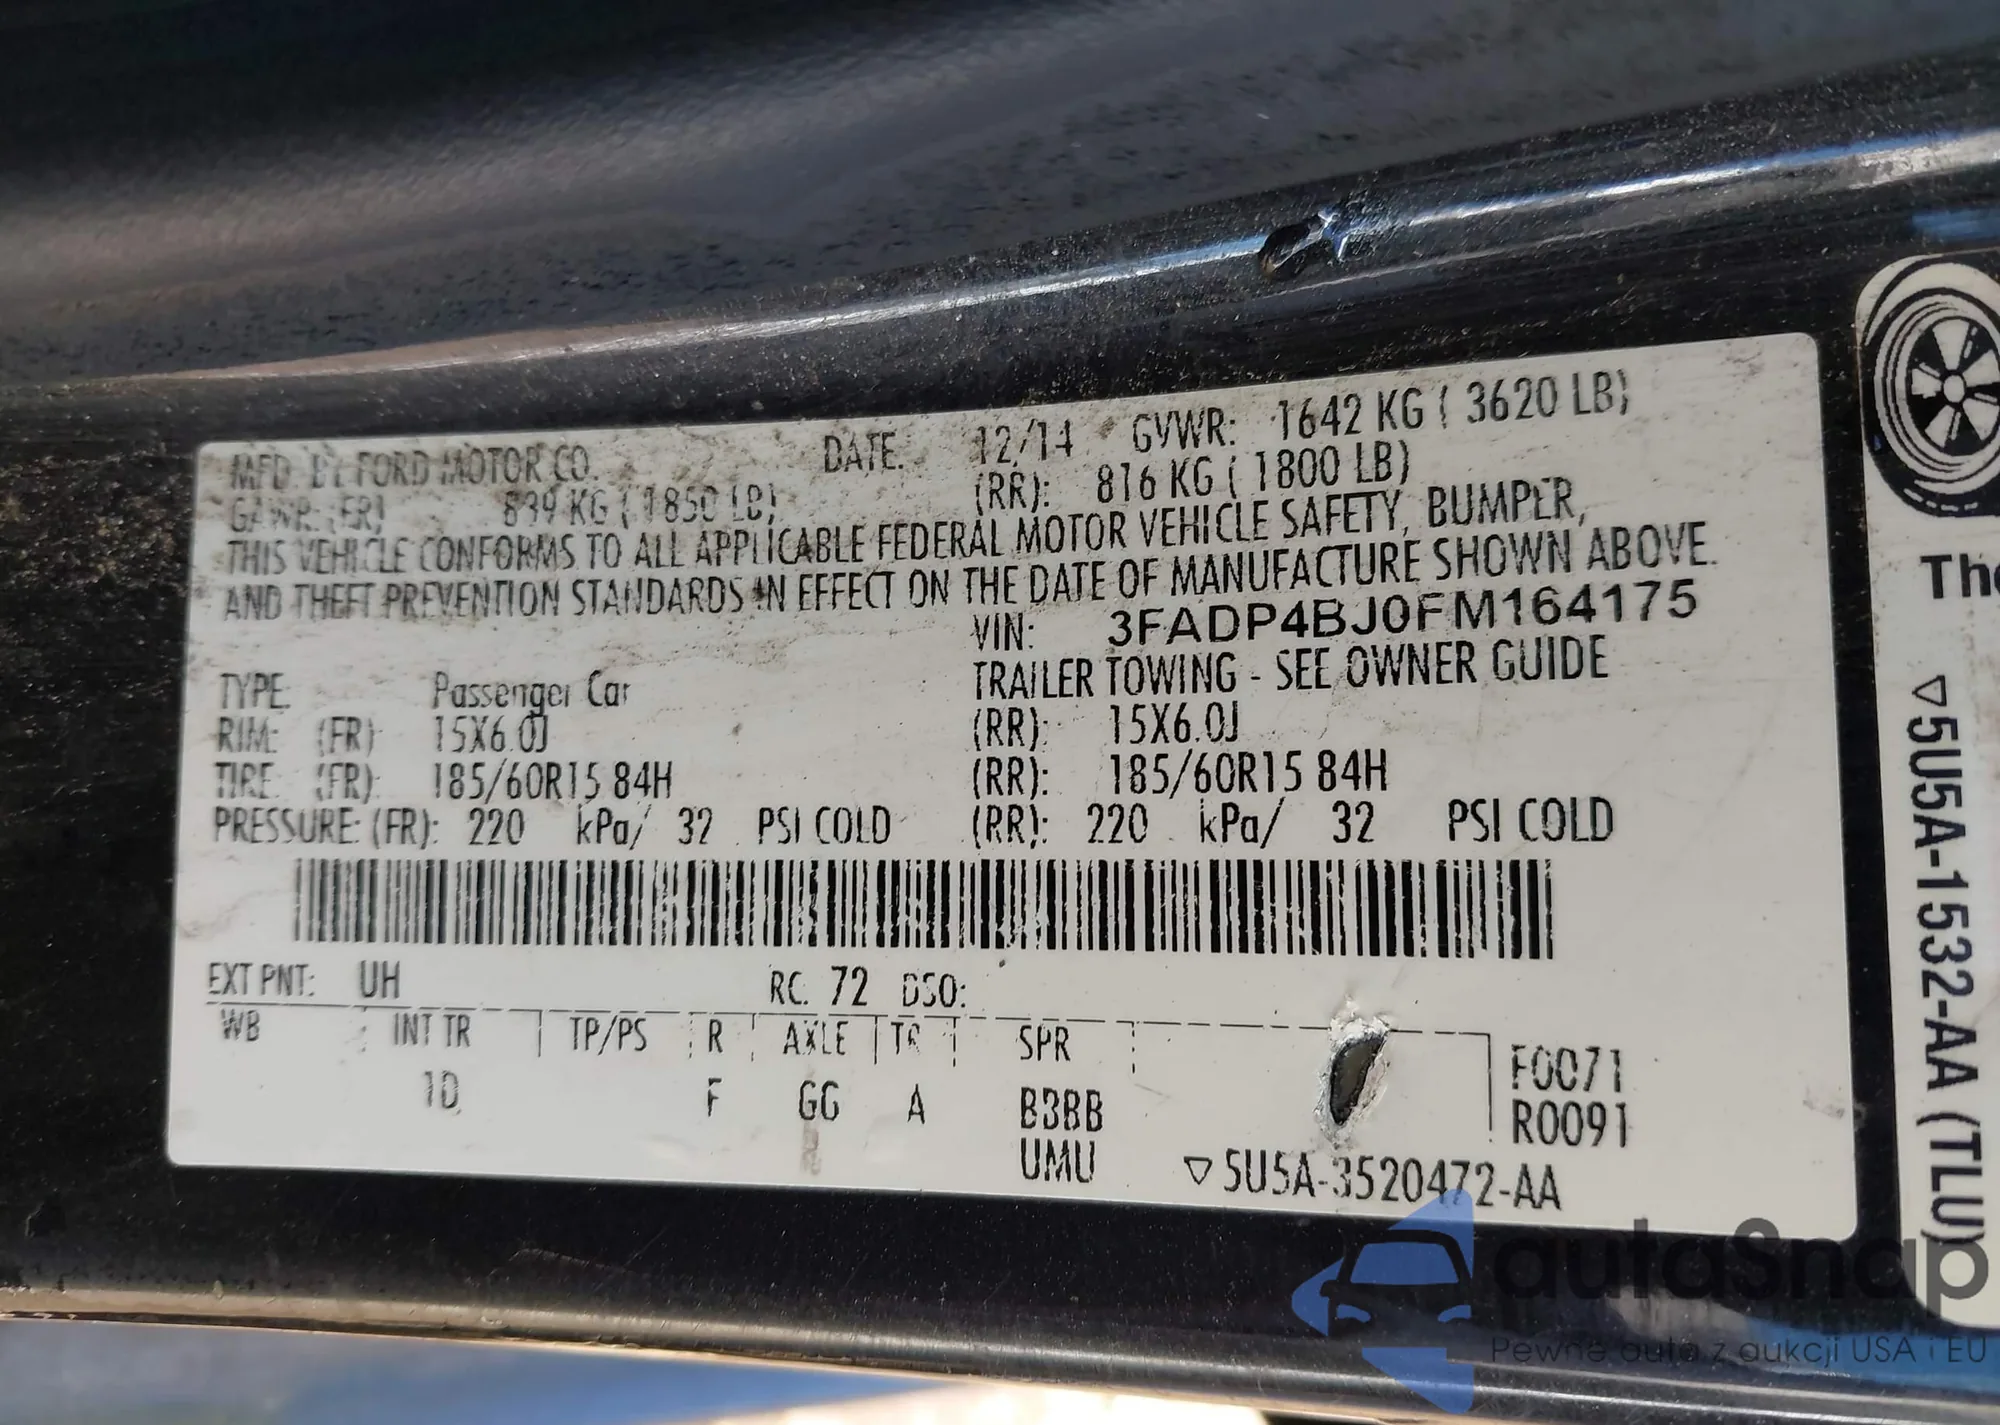 MFD. BY FORD MOTOR CO. DATE: 12/14 GVWR: 1642 KG ( 3620 LB)
GAWR: (FR) 839 KG ( 1850 LB) (RR): 816 KG ( 1800 LB)
THIS VEHICLE CONFORMS TO ALL APPLICABLE FEDERAL MOTOR VEHICLE SAFETY, BUMPER,
AND THEFT PREVENTION STANDARDS IN EFFECT ON THE DATE OF MANUFACTURE SHOWN ABOVE.
VIN: 3FADP4BJ0FM164175
TYPE: Passenger Car TRAILER TOWING - SEE OWNER GUIDE
RIM: (FR) 15X6.0J (RR): 15X6.0J
TIRE: (FR): 185/60R15 84H (RR): 185/60R15 84H
PRESSURE: (FR): 220 kPa/ 32 PSI COLD (RR): 220 kPa/ 32 PSI COLD
EXT PNT: UH RC: 72 DSO:
WB INT TR TP/PS R AXLE TR SPR
1D F GG A B3BB
UMU
F0071
R0091
▽5U5A-3520472-AA
The
▽5U5A-1532-AA (TLU)
autoSnap
Pewne auta z aukcji USA i EU